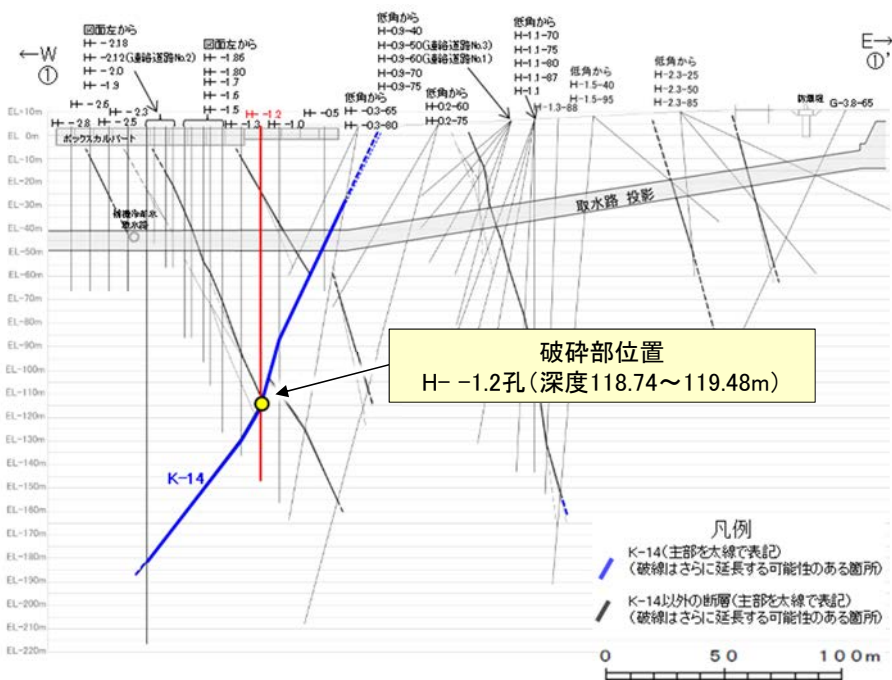 ←W
①
E→
①'
図面左から
H- -2.18
H- -2.12(連絡道路No.2)
H- -2.0
H- -1.9
図面左から
H- -1.85
H- -1.80
H- -1.7
H- -1.6
H- -1.5
低角から
H-0.9-40
H-0.9-50(連絡道路No.3)
H-0.9-60(連絡道路No.1)
H-0.9-70
H-0.9-75
低角から
H-1.1-70
H-1.1-75
H-1.1-80
H-1.1-87
H-1.1
低角から
H-1.5-40
H-1.5-95
低角から
H-2.3-25
H-2.3-50
H-2.3-85
G-3.8-65
H- -2.8
H- -2.6
H- -2.5
H- -2.3
H- -1.3
H- -1.2
H- -1.0
H- -0.5
低角から
H-0.3-65
H-0.3-80
低角から
H-0.2-60
H-0.2-75
H-1.3-88
ボックスカルバート
取水路
取水路 投影
EL+10m
EL 0m
EL-10m
EL-20m
EL-30m
EL-40m
EL-50m
EL-60m
EL-70m
EL-80m
EL-90m
EL-100m
EL-110m
EL-120m
EL-130m
EL-140m
EL-150m
EL-160m
EL-170m
EL-180m
EL-190m
EL-200m
EL-210m
EL-220m
破砕部位置
H- -1.2孔(深度118.74～119.48m)
K-14
凡例
K-14(主部を太線で表記)
(破線はさらに延長する可能性のある箇所)
K-14以外の断層(主部を太線で表記)
(破線はさらに延長する可能性のある箇所)
0 50 100m